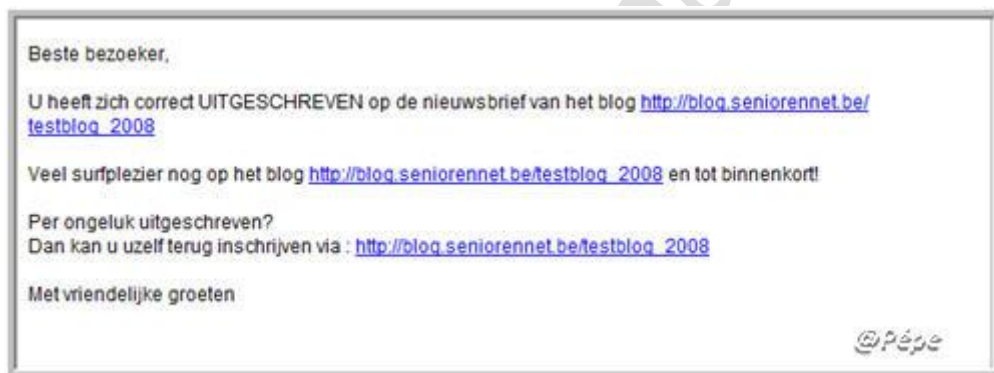 Beste bezoeker,
U heeft zich correct UITGESCHREVEN op de nieuwsbrief van het blog http://blog.seniorennet.be/
testblog_2008
Veel surfplezier nog op het blog http://blog.seniorennet.be/testblog_2008 en tot binnenkort!
Per ongeluk uitgeschreven?
Dan kan u uzelf terug inschrijven via : http://blog.seniorennet.be/testblog_2008
Met vriendelijke groeten
@Pépe